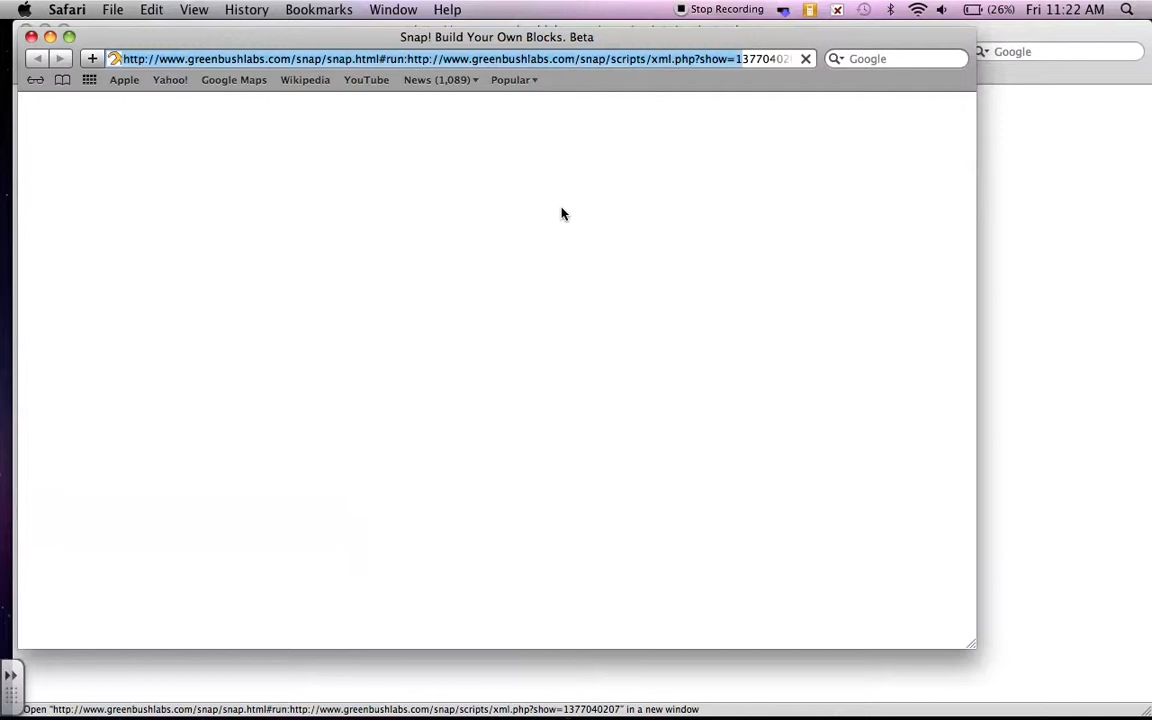 Safari File Edit View History Bookmarks Window Help Stop Recording (26%) Fri 11:22 AM
Snap! Build Your Own Blocks. Beta
http://www.greenbushlabs.com/snap/snap.html#run:http://www.greenbushlabs.com/snap/scripts/xml.php?show=137704020 Google
Google
Apple Yahoo! Google Maps Wikipedia YouTube News (1,089) Popular
Open "http://www.greenbushlabs.com/snap/snap.html#run:http://www.greenbushlabs.com/snap/scripts/xml.php?show=1377040207" in a new window